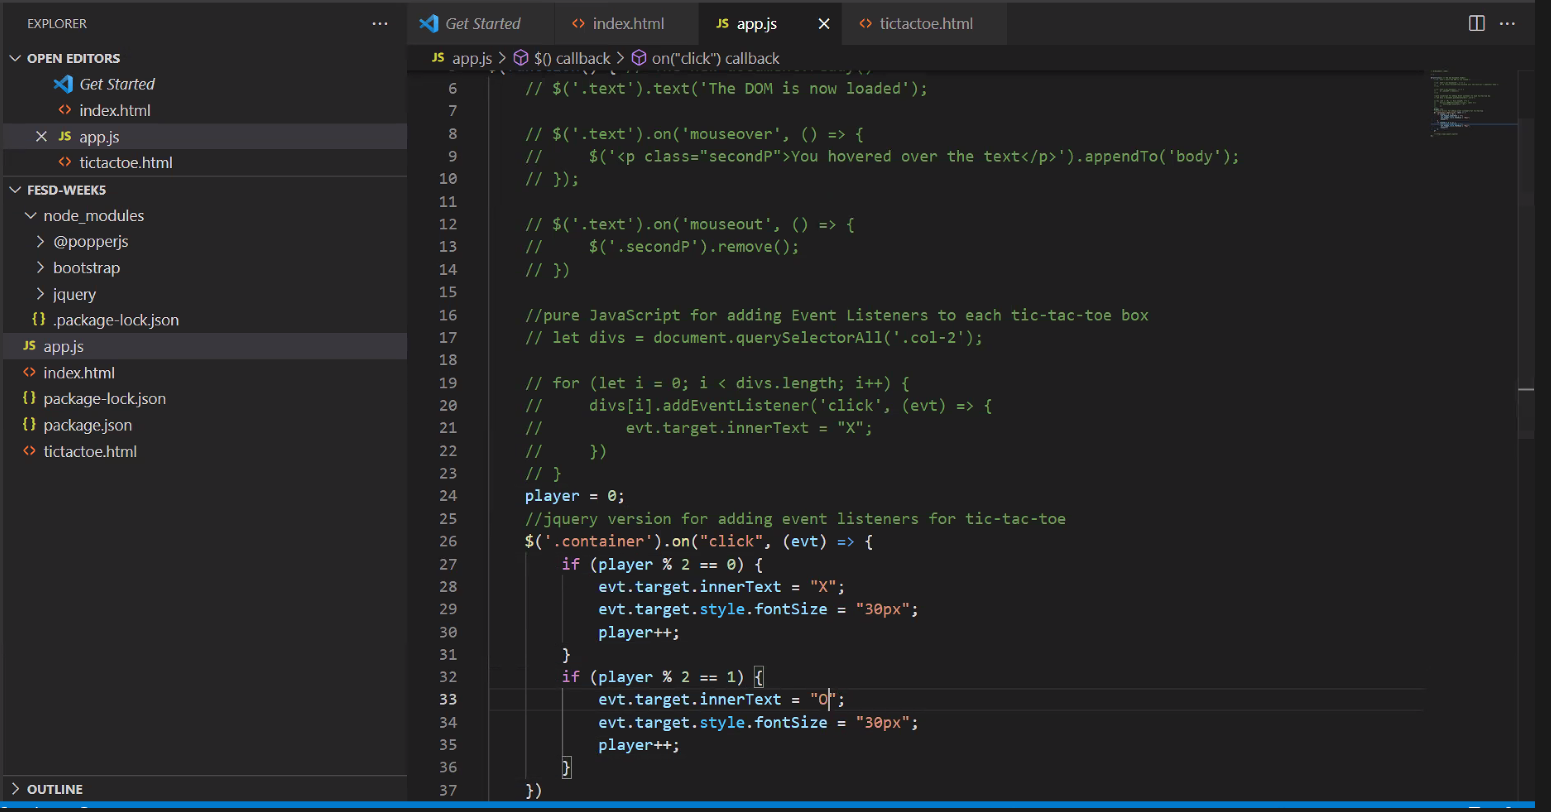 EXPLORER
OPEN EDITORS
Get Started
index.html
JS app.js
tictactoe.html
FESD-WEEK5
node_modules
@popperjs
bootstrap
jquery
{} .package-lock.json
JS app.js
index.html
{} package-lock.json
{} package.json
tictactoe.html
OUTLINE
Get Started
index.html
JS app.js
tictactoe.html
JS app.js > $() callback > on("click") callback
6 // $('.text').text('The DOM is now loaded');
7
8 // $('.text').on('mouseover', () => {
9 //     $('<p class="secondP">You hovered over the text</p>').appendTo('body');
10 // });
11
12 // $('.text').on('mouseout', () => {
13 //     $('.secondP').remove();
14 // })
15
16 //pure JavaScript for adding Event Listeners to each tic-tac-toe box
17 // let divs = document.querySelectorAll('.col-2');
18
19 // for (let i = 0; i < divs.length; i++) {
20 //     divs[i].addEventListener('click', (evt) => {
21 //         evt.target.innerText = "X";
22 //     })
23 // }
24 player = 0;
25 //jquery version for adding event listeners for tic-tac-toe
26 $('.container').on("click", (evt) => {
27     if (player % 2 == 0) {
28         evt.target.innerText = "X";
29         evt.target.style.fontSize = "30px";
30         player++;
31     }
32     if (player % 2 == 1) {
33         evt.target.innerText = "O";
34         evt.target.style.fontSize = "30px";
35         player++;
36     }
37 })